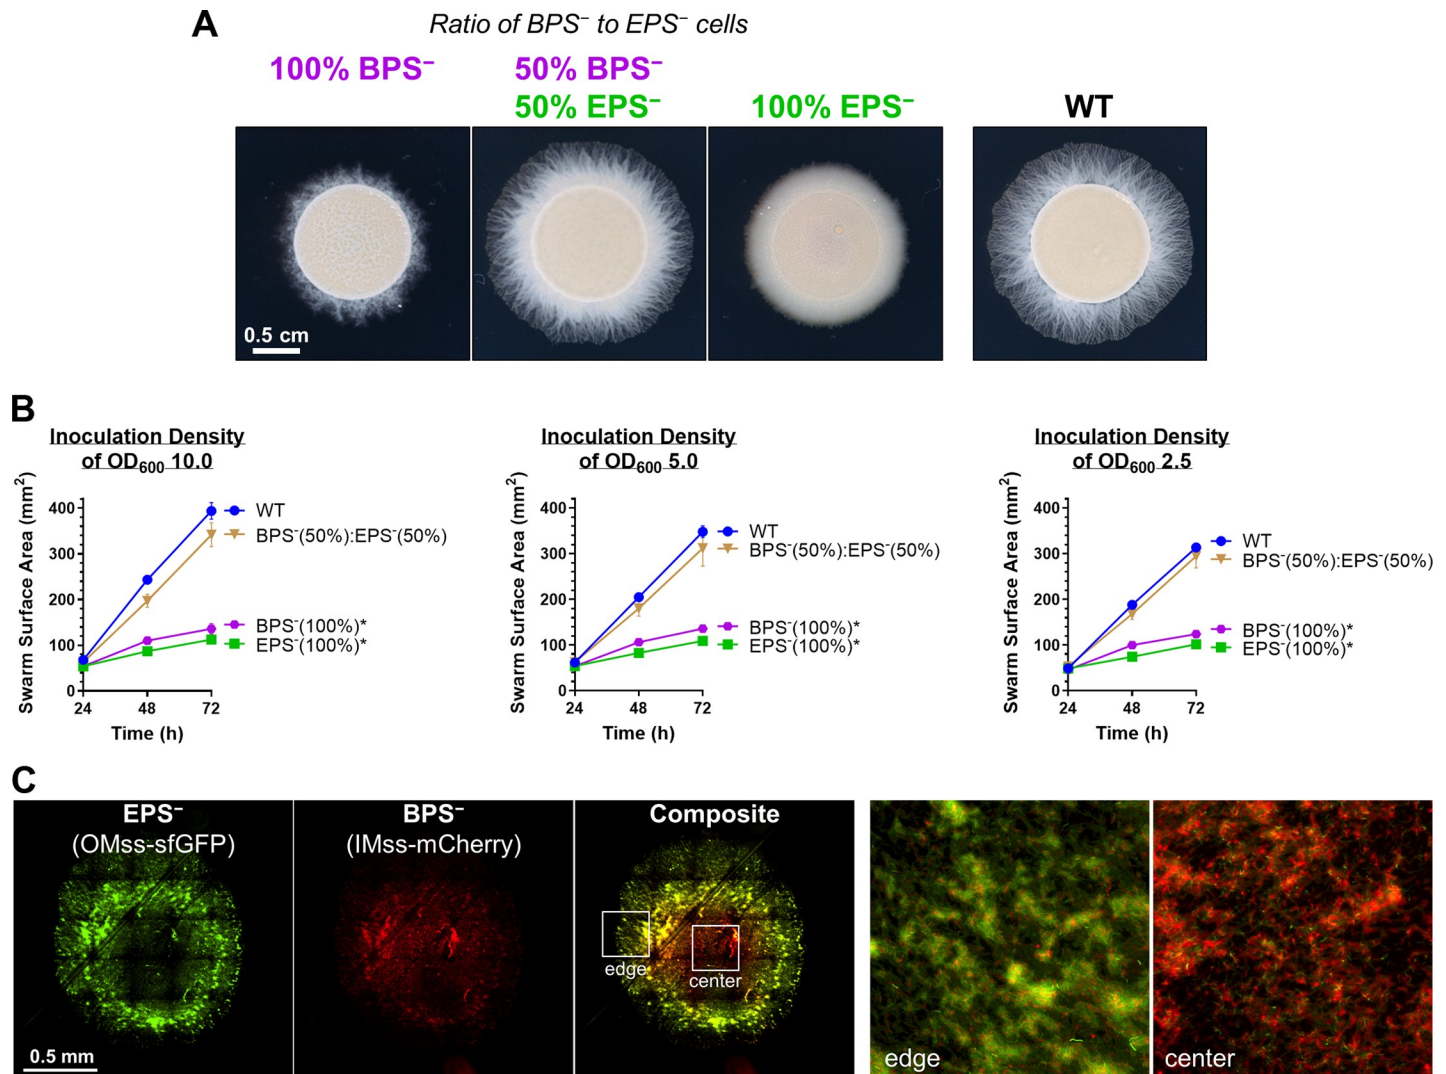 A
Ratio of BPS⁻ to EPS⁻ cells
100% BPS⁻
50% BPS⁻
50% EPS⁻
100% EPS⁻
WT
0.5 cm
B
Inoculation Density
of OD₆₀₀ 10.0
Swarm Surface Area (mm²)
400
300
200
100
0
24 48 72
Time (h)
WT
BPS⁻(50%):EPS⁻(50%)
BPS⁻(100%)*
EPS⁻(100%)*
Inoculation Density
of OD₆₀₀ 5.0
Swarm Surface Area (mm²)
400
300
200
100
0
24 48 72
Time (h)
WT
BPS⁻(50%):EPS⁻(50%)
BPS⁻(100%)*
EPS⁻(100%)*
Inoculation Density
of OD₆₀₀ 2.5
Swarm Surface Area (mm²)
400
300
200
100
0
24 48 72
Time (h)
WT
BPS⁻(50%):EPS⁻(50%)
BPS⁻(100%)*
EPS⁻(100%)*
C
EPS⁻
(OMss-sfGFP)
0.5 mm
BPS⁻
(IMss-mCherry)
Composite
edge
center
edge
center